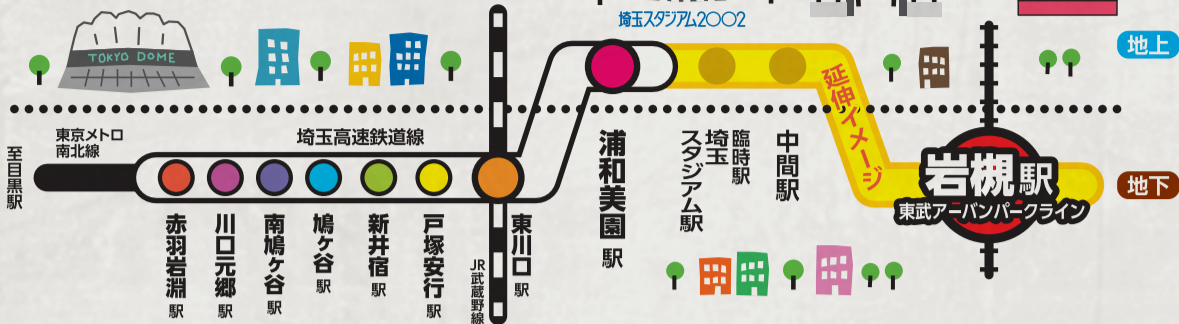 埼玉スタジアム2002
地上
TOKYO DOME
東京メトロ
南北線
埼玉高速鉄道線
至目黒駅
赤羽岩淵駅
川口元郷駅
南鳩ヶ谷駅
鳩ヶ谷駅
新井宿駅
戸塚安行駅
JR武蔵野線
東川口駅
浦和美園駅
埼玉
スタジアム駅
臨時駅
中間駅
延伸イメージ
岩槻駅
東武アーバンパークライン
地下